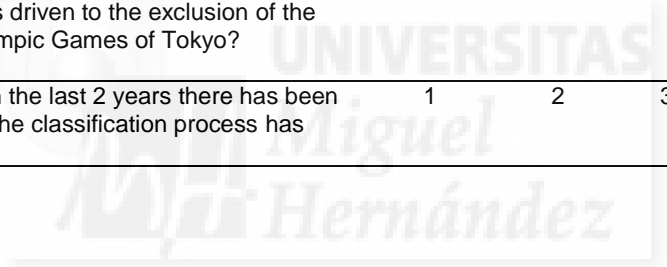 s driven to the exclusion of the
mpic Games of Tokyo?
n the last 2 years there has been 1 2 3
he classification process has
UNIVERSITAS
Miguel
Hernández